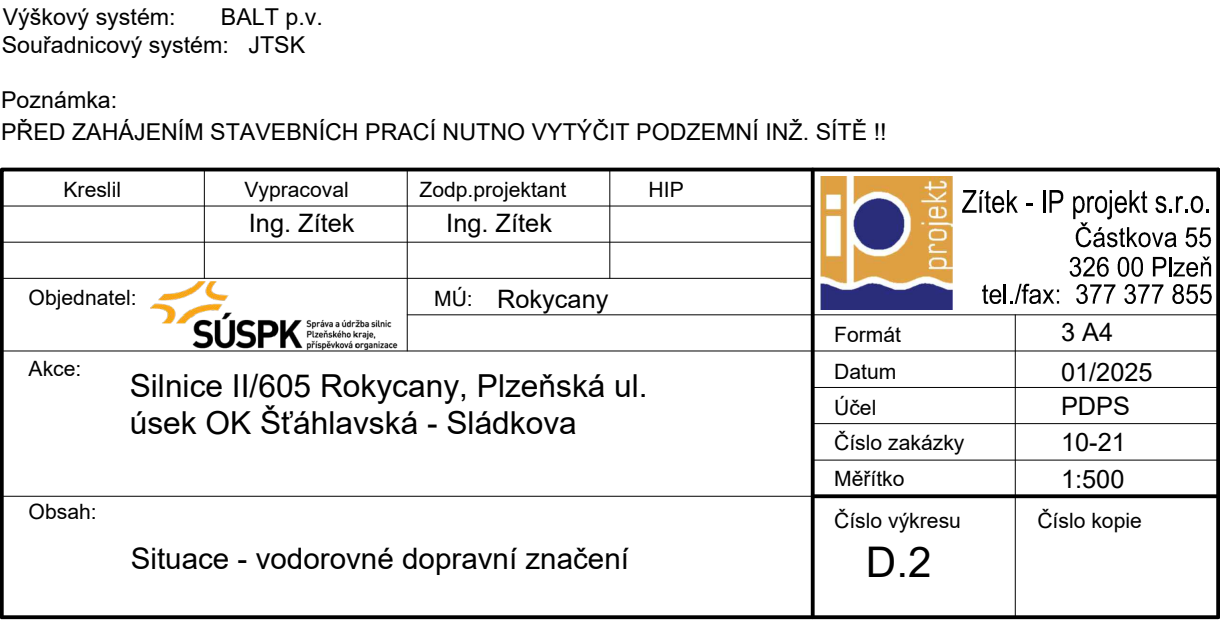 Výškový systém: BALT p.v.
Souřadnicový systém: JTSK
Poznámka:
PŘED ZAHÁJENÍM STAVEBNÍCH PRACÍ NUTNO VYTÝČIT PODZEMNÍ INŽ. SÍTĚ !!
Kreslil Vypracoval Zodp.projektant HIP
Ing. Zítek Ing. Zítek
Objednatel:
SÚSPK
Správa a údržba silnic
Plzeňského kraje,
příspěvková organizace
MÚ: Rokycany
ip projekt
Zítek - IP projekt s.r.o.
Částkova 55
326 00 Plzeň
tel./fax: 377 377 855
Formát 3 A4
Akce:
Silnice II/605 Rokycany, Plzeňská ul.
úsek OK Šťáhlavská - Sládkova
Datum 01/2025
Účel PDPS
Číslo zakázky 10-21
Měřítko 1:500
Obsah:
Situace - vodorovné dopravní značení
Číslo výkresu
D.2
Číslo kopie